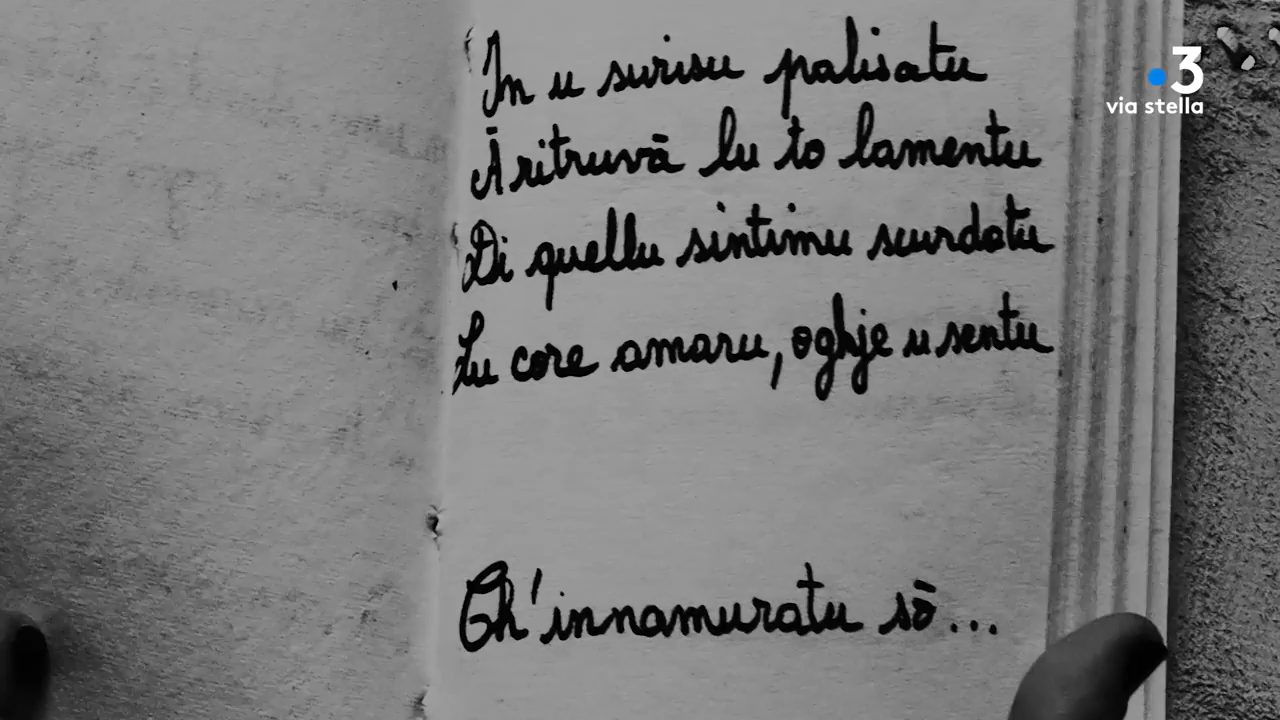 In u surisu palisatu
3
via stella
À ritruvà lu to lamentu
Di quellu sintimu scurdatu
Lu core amaru, oghje u sentu
Ch'innamuratu sò...